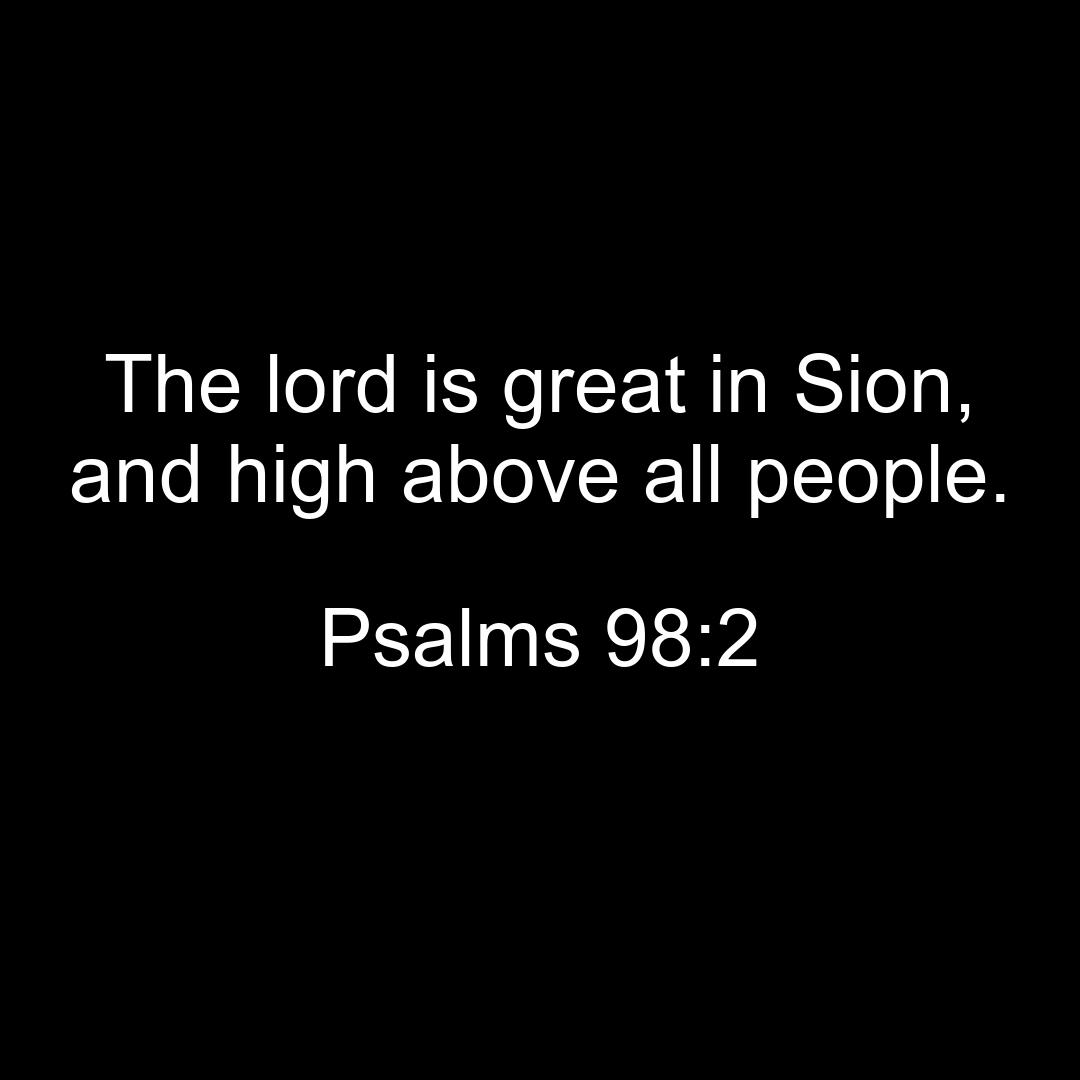 The lord is great in Sion,
and high above all people.
Psalms 98:2